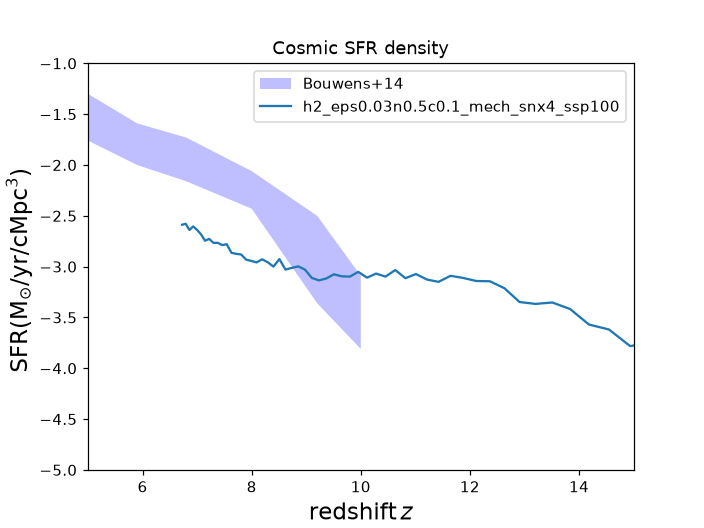 Cosmic SFR density
Bouwens+14
h2_eps0.03n0.5c0.1_mech_snx4_ssp100
SFR(M⊙/yr/cMpc³)
−1.0
−1.5
−2.0
−2.5
−3.0
−3.5
−4.0
−4.5
−5.0
6 8 10 12 14
redshift z